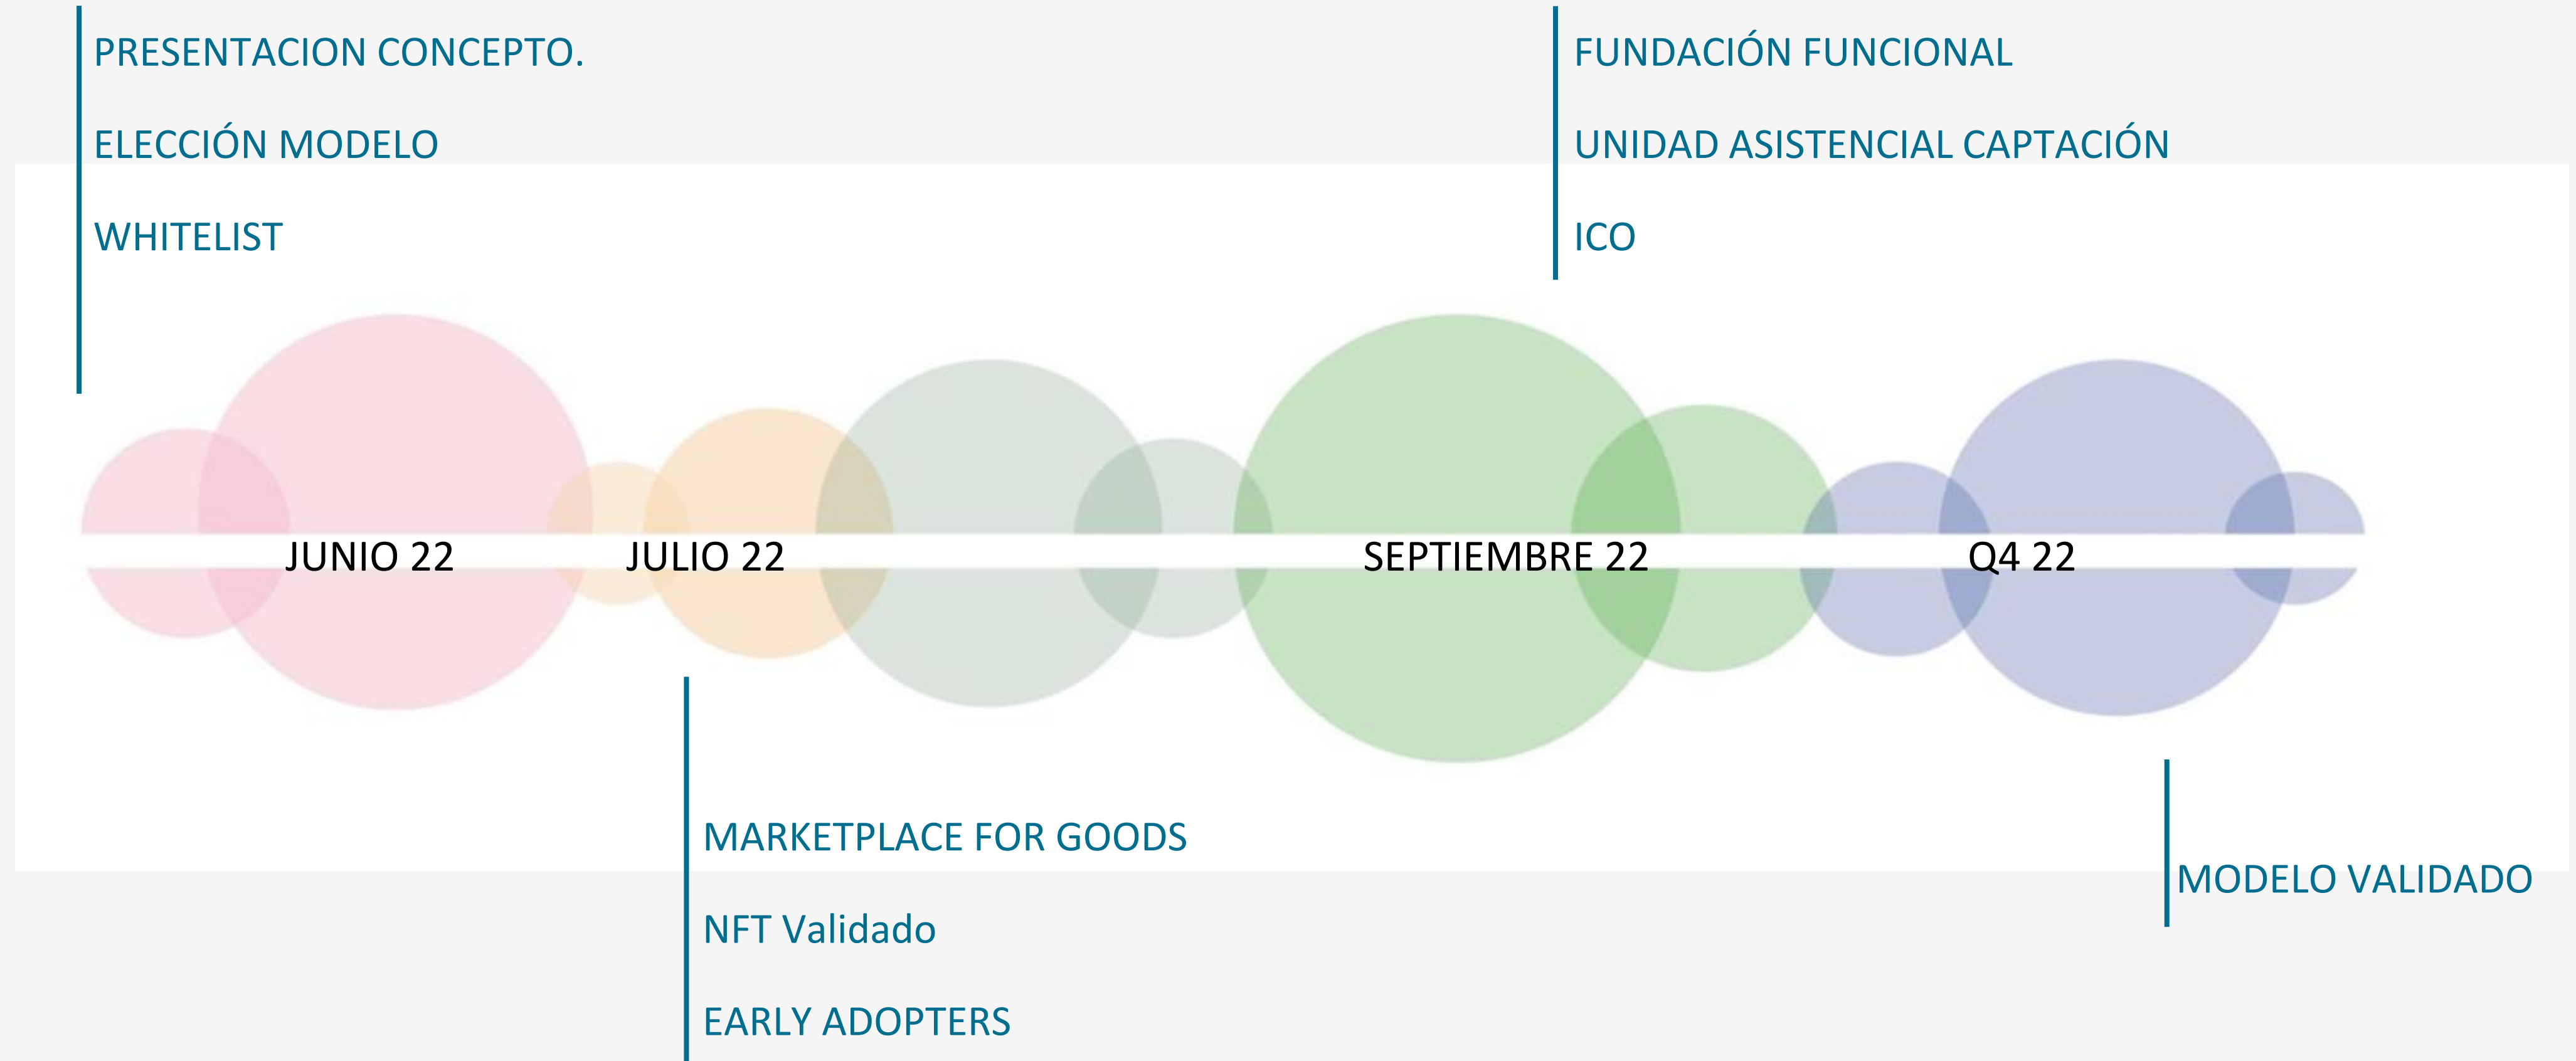 PRESENTACION CONCEPTO.
ELECCIÓN MODELO
WHITELIST
FUNDACIÓN FUNCIONAL
UNIDAD ASISTENCIAL CAPTACIÓN
ICO
JUNIO 22
JULIO 22
SEPTIEMBRE 22
Q4 22
MARKETPLACE FOR GOODS
NFT Validado
EARLY ADOPTERS
MODELO VALIDADO